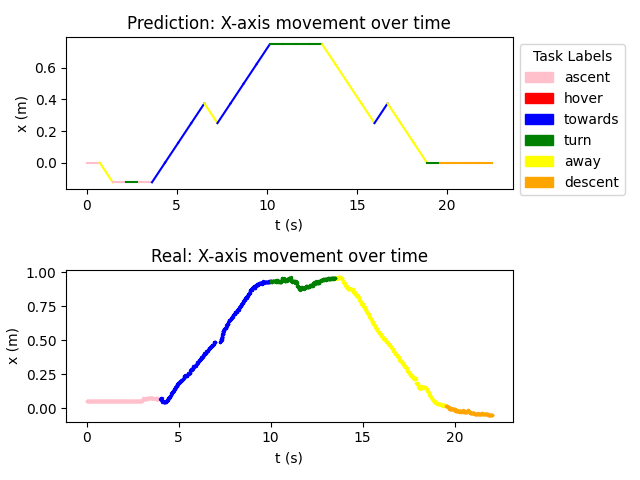 Prediction: X-axis movement over time
x (m)
0.6
0.4
0.2
0.0
0
5
10
15
20
t (s)
Task Labels
ascent
hover
towards
turn
away
descent
Real: X-axis movement over time
x (m)
1.00
0.75
0.50
0.25
0.00
0
5
10
15
20
t (s)